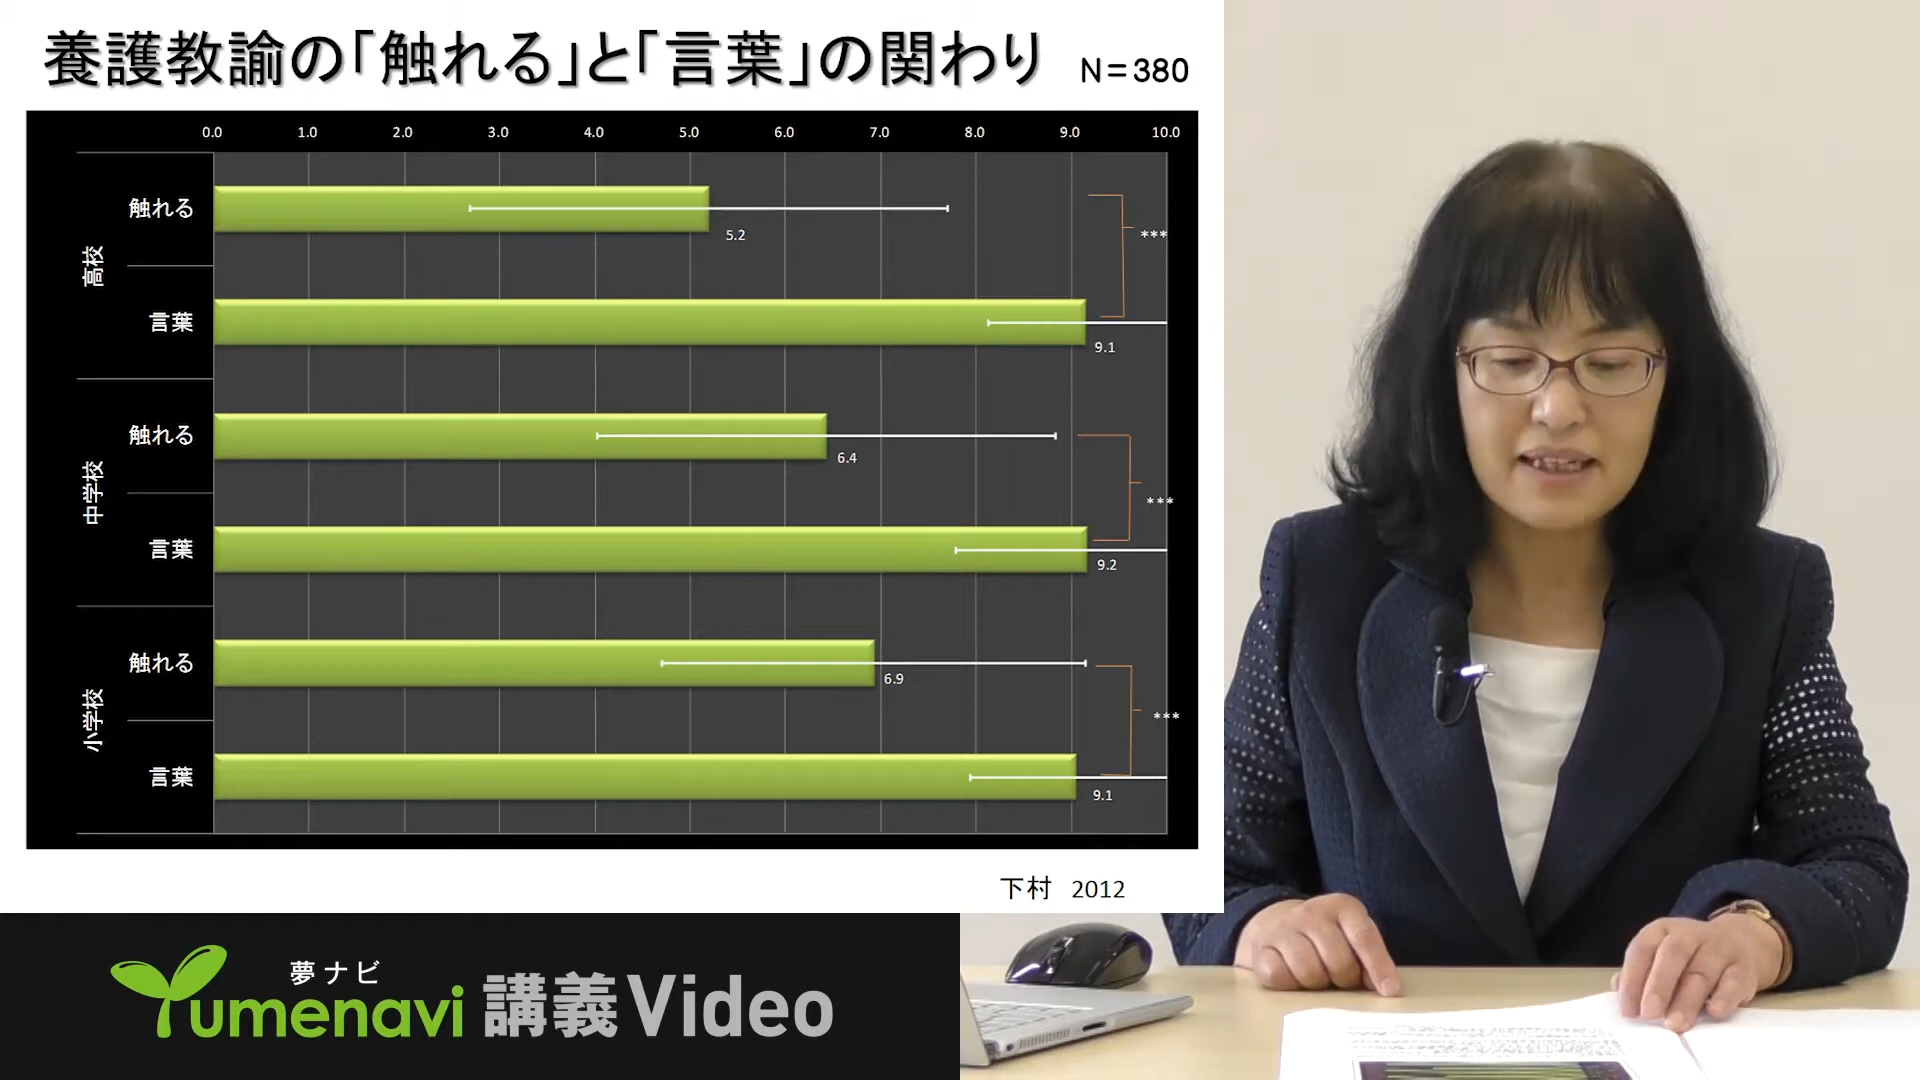 養護教諭の「触れる」と「言葉」の関わり N=380
0.0 1.0 2.0 3.0 4.0 5.0 6.0 7.0 8.0 9.0 10.0
高校
触れる
5.2
***
言葉
9.1
中学校
触れる
6.4
***
言葉
9.2
小学校
触れる
6.9
***
言葉
9.1
下村 2012
夢ナビ
Yumenavi 講義Video